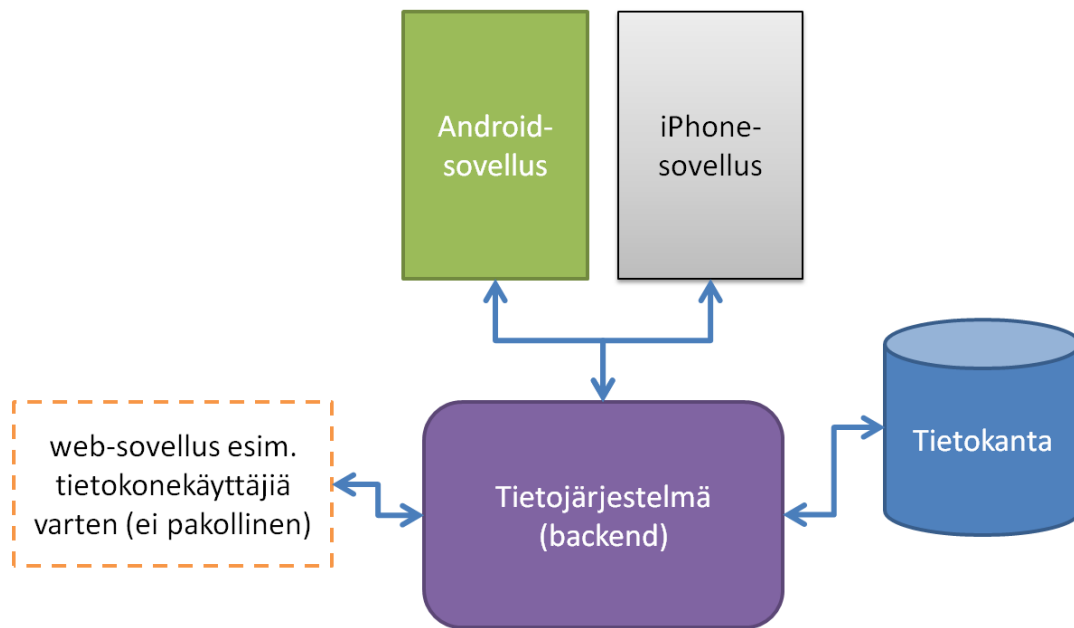 Android-
sovellus
iPhone-
sovellus
web-sovellus esim.
tietokonekäyttäjiä
varten (ei pakollinen)
Tietojärjestelmä
(backend)
Tietokanta